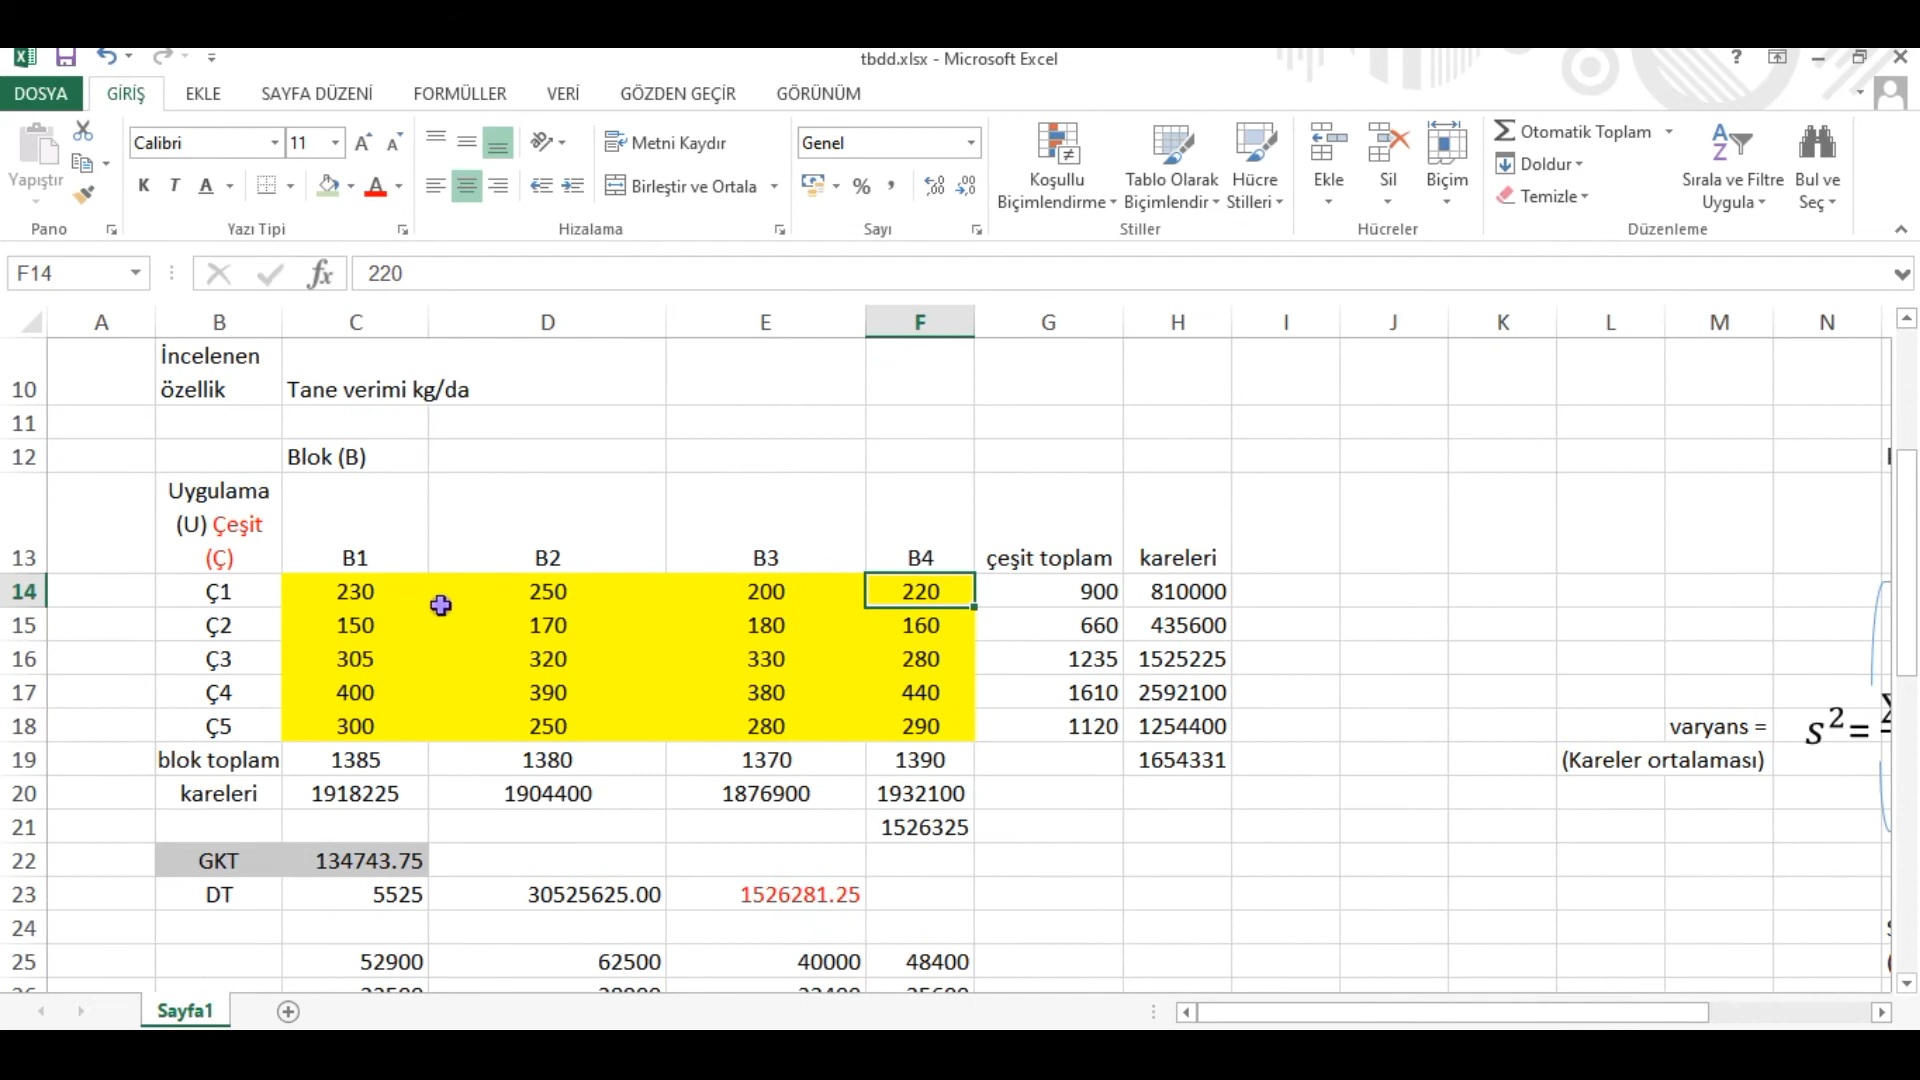 tbdd.xlsx - Microsoft Excel
DOSYA GİRİŞ EKLE SAYFA DÜZENİ FORMÜLLER VERİ GÖZDEN GEÇİR GÖRÜNÜM
Yapıştır
Pano
Calibri 11
K T A
Yazı Tipi
Metni Kaydır
Birleştir ve Ortala
Hizalama
Genel
%
Sayı
Koşullu Biçimlendirme
Tablo Olarak Biçimlendir
Hücre Stilleri
Stiller
Ekle Sil Biçim
Hücreler
Σ Otomatik Toplam
Doldur
Temizle
Sırala ve Filtre Uygula
Bul ve Seç
Düzenleme
F14 fx 220
A B C D E F G H I J K L M N
İncelenen
10 özellik Tane verimi kg/da
11
12 Blok (B)
Uygulama
(U) Çeşit
13 (Ç) B1 B2 B3 B4 çeşit toplam kareleri
14 Ç1 230 250 200 220 900 810000
15 Ç2 150 170 180 160 660 435600
16 Ç3 305 320 330 280 1235 1525225
17 Ç4 400 390 380 440 1610 2592100
18 Ç5 300 250 280 290 1120 1254400 varyans = s²=
19 blok toplam 1385 1380 1370 1390 1654331 (Kareler ortalaması)
20 kareleri 1918225 1904400 1876900 1932100
21 1526325
22 GKT 134743.75
23 DT 5525 30525625.00 1526281.25
24
25 52900 62500 40000 48400
Sayfa1